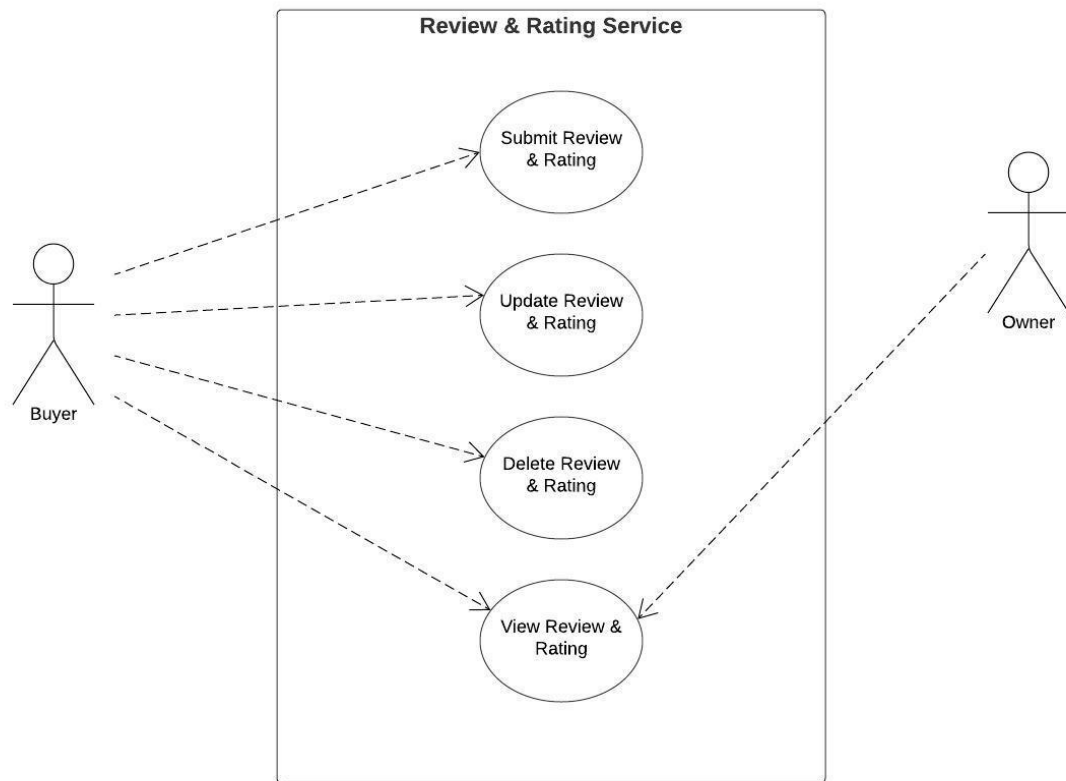 Review & Rating Service
Submit Review
& Rating
Update Review
& Rating
Owner
Buyer
Delete Review
& Rating
View Review &
Rating